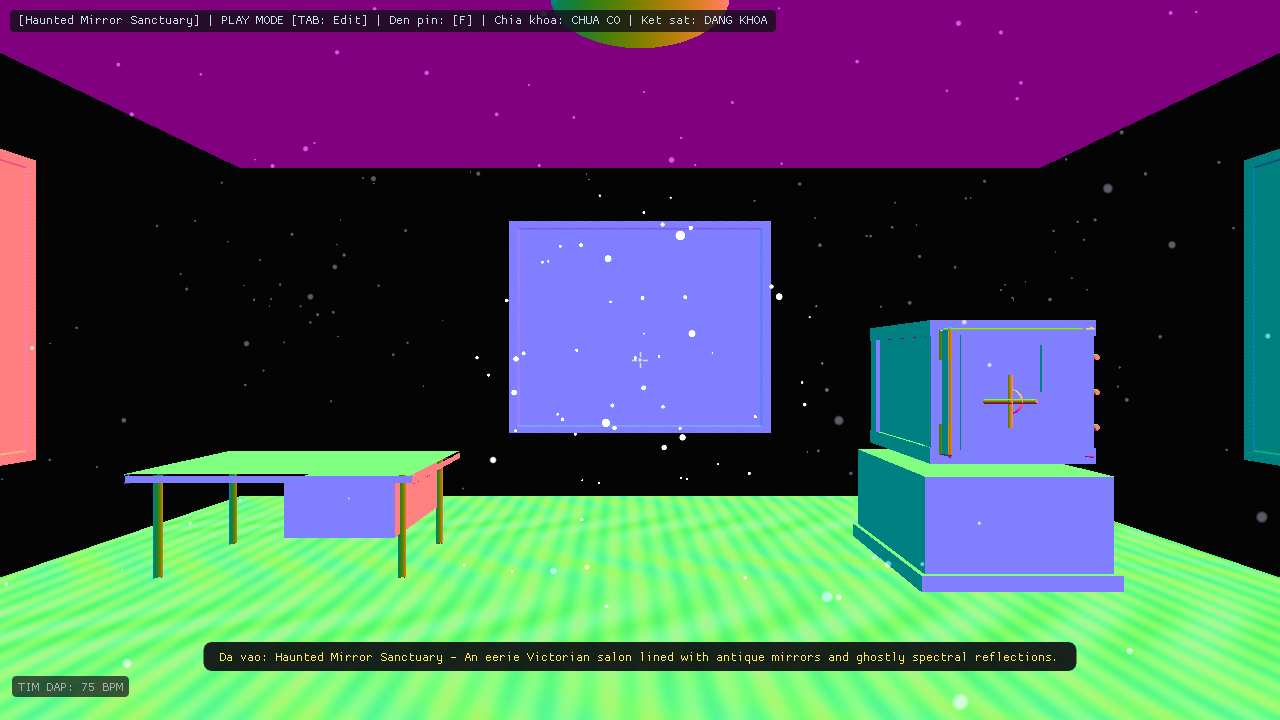 [Haunted Mirror Sanctuary] | PLAY MODE [TAB: Edit] | Den pin: [F] | Chia khoa: CHUA CO | Ket sat: DANG KHOA
Da vao: Haunted Mirror Sanctuary - An eerie Victorian salon lined with antique mirrors and ghostly spectral reflections.
TIM DAP: 75 BPM